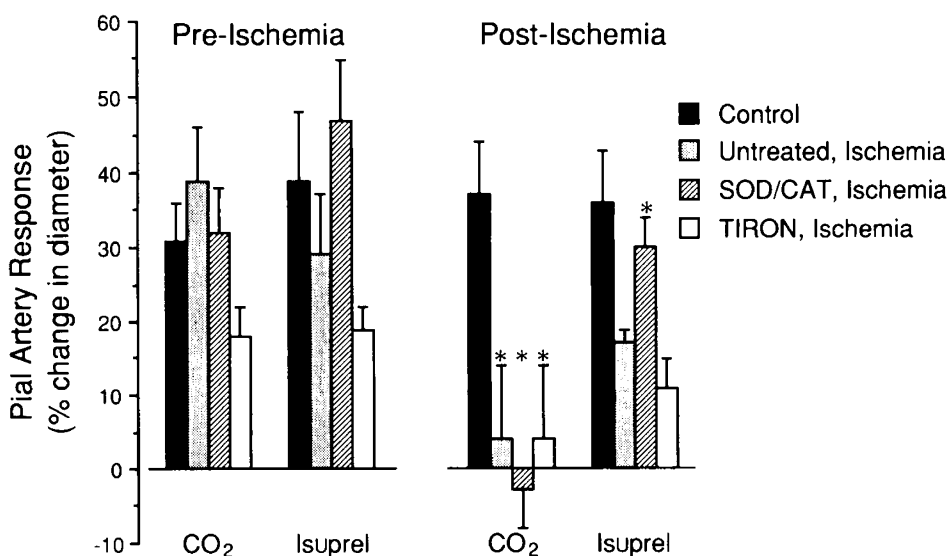 Pre-Ischemia
Post-Ischemia
Pial Artery Response
(% change in diameter)
60
50
40
30
20
10
0
-10
Control
Untreated, Ischemia
SOD/CAT, Ischemia
TIRON, Ischemia
* * *
*
CO₂ Isuprel CO₂ Isuprel